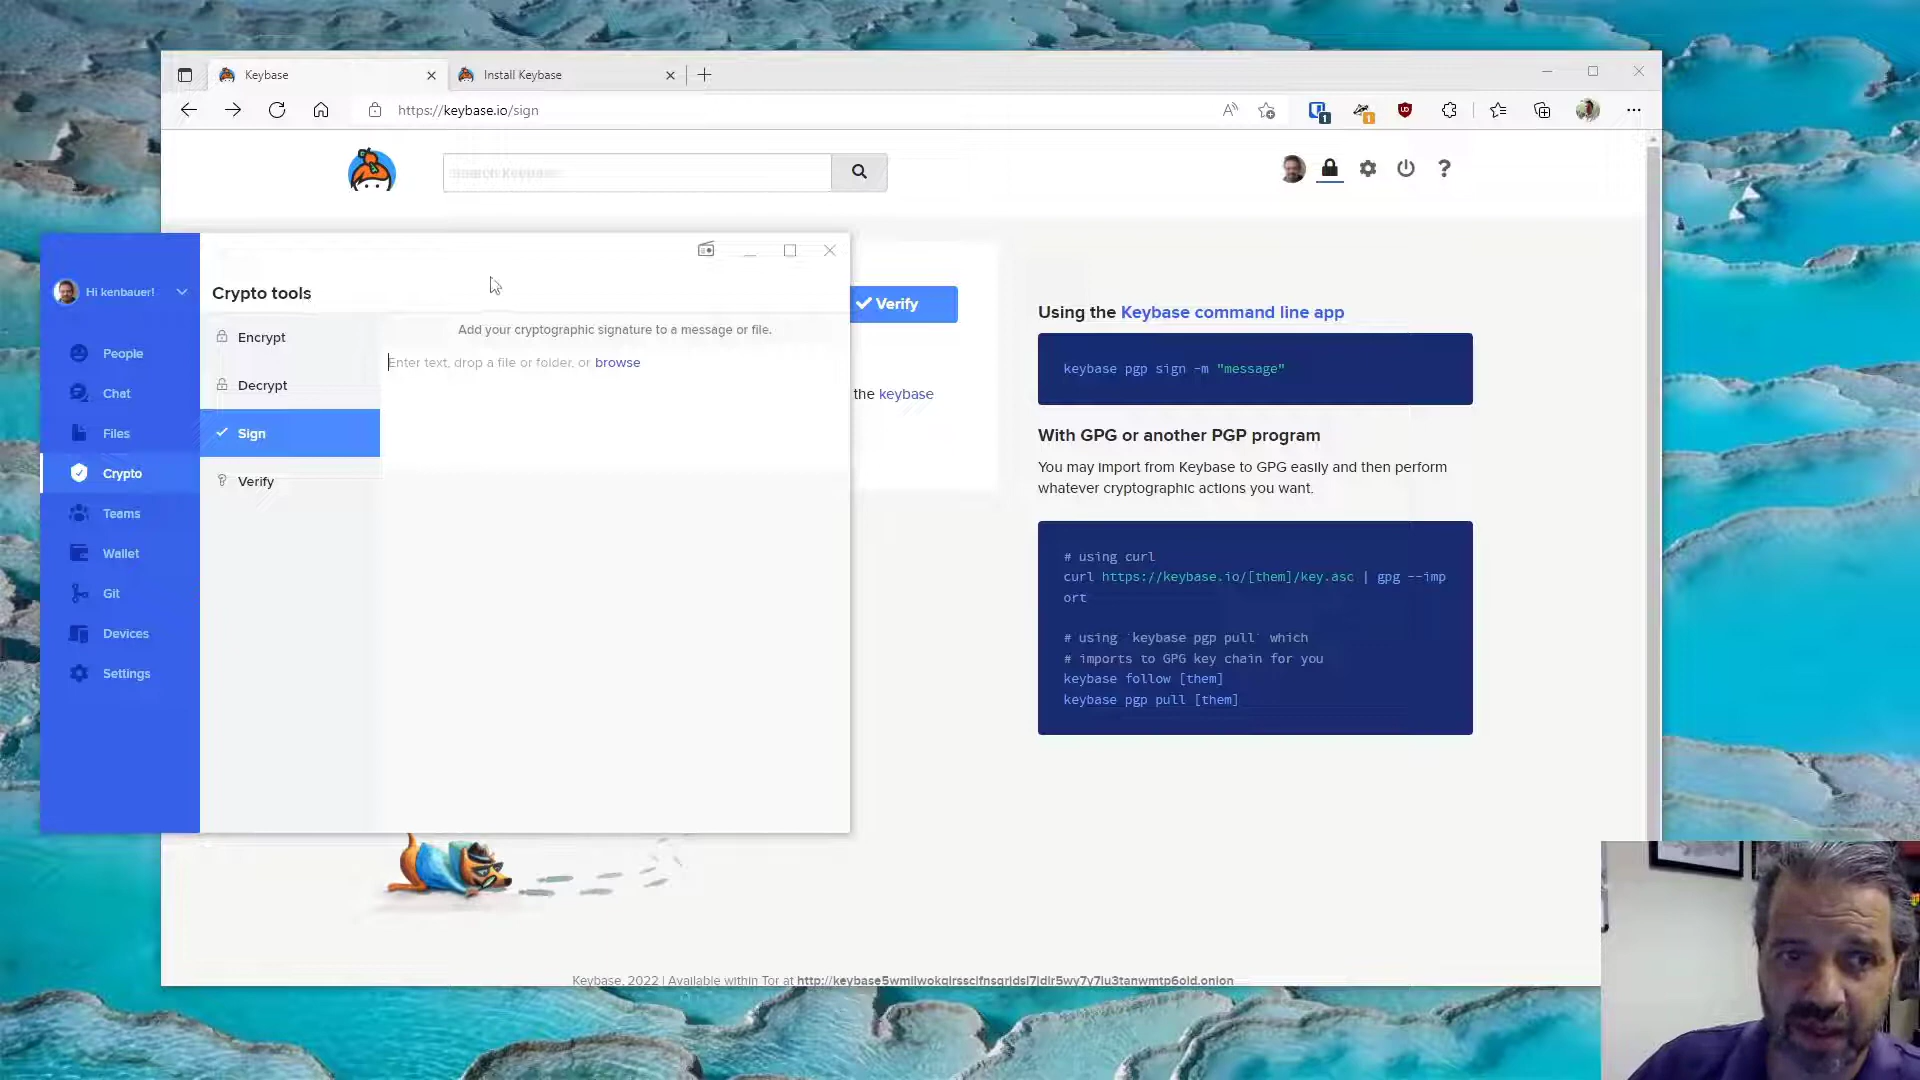 Keybase
Install Keybase
https://keybase.io/sign
Search Keybase
Hi kenbauer!
People
Chat
Files
Crypto
Teams
Wallet
Git
Devices
Settings
Crypto tools
Encrypt
Decrypt
Sign
Verify
Add your cryptographic signature to a message or file.
Enter text, drop a file or folder, or browse
Verify
the keybase
Using the Keybase command line app
keybase pgp sign -m "message"
With GPG or another PGP program
You may import from Keybase to GPG easily and then perform
whatever cryptographic actions you want.
# using curl
curl https://keybase.io/[them]/key.asc | gpg --imp
ort
# using `keybase pgp pull` which
# imports to GPG key chain for you
keybase follow [them]
keybase pgp pull [them]
Keybase, 2022 | Available within Tor at